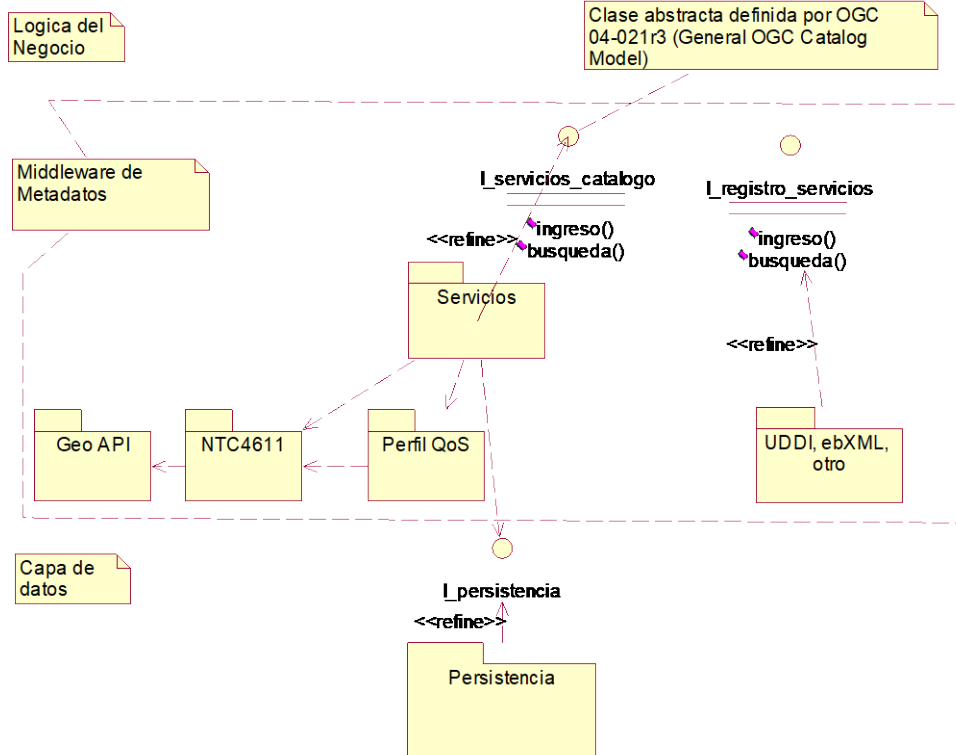 Logica del
Negocio
Clase abstracta definida por OGC
04-021r3 (General OGC Catalog
Model)
Middleware de
Metadatos
I_servicios_catalogo
ingreso()
busqueda()
<<refine>>
I_registro_servicios
ingreso()
busqueda()
<<refine>>
Servicios
Geo API
NTC4611
Perfil QoS
UDDI, ebXML,
otro
Capa de
datos
I_persistencia
<<refine>>
Persistencia